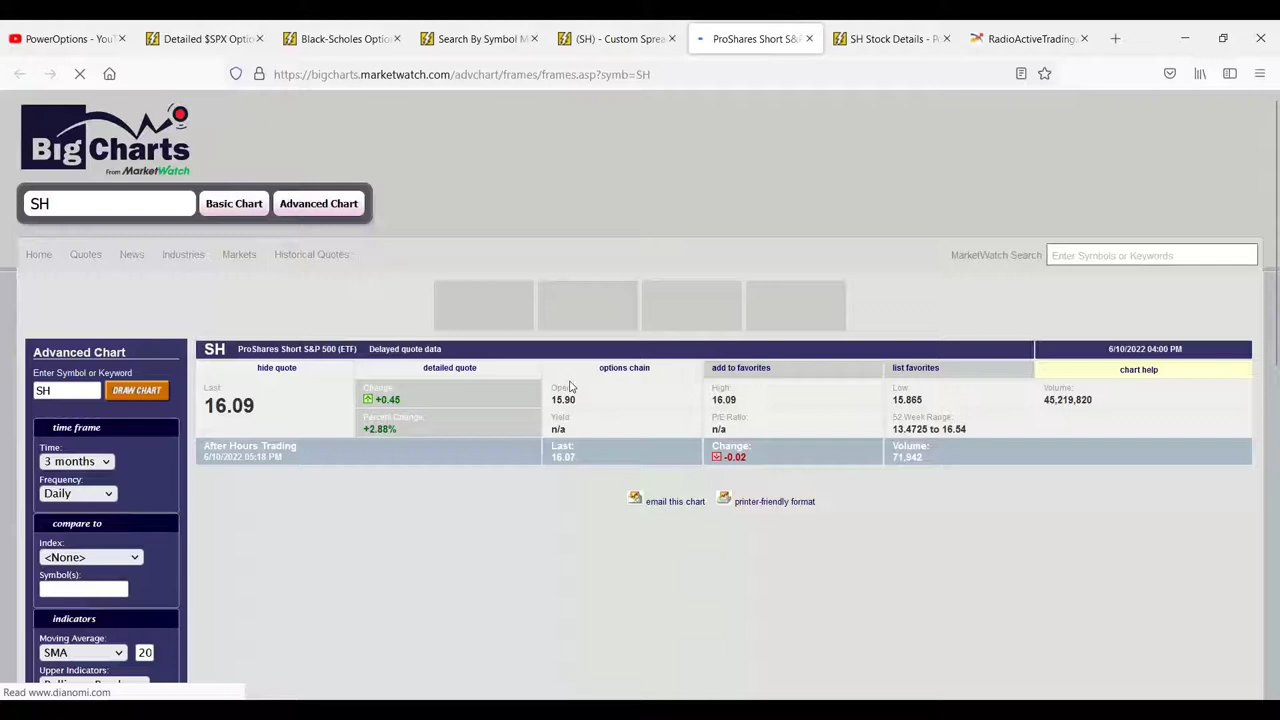 PowerOptions - YouT
Detailed $SPX Optio
Black-Scholes Optio
Search By Symbol M
(SH) - Custom Sprea
ProShares Short S&P
SH Stock Details - Po
RadioActiveTrading.
https://bigcharts.marketwatch.com/advchart/frames/frames.asp?symb=SH
BigCharts
From MarketWatch
SH
Basic Chart
Advanced Chart
Home
Quotes
News
Industries
Markets
Historical Quotes
MarketWatch Search
Enter Symbols or Keywords
Advanced Chart
Enter Symbol or Keyword
SH
DRAW CHART
time frame
Time:
3 months
Frequency:
Daily
compare to
Index:
<None>
Symbol(s):
indicators
Moving Average:
SMA
20
Upper Indicators:
SH ProShares Short S&P 500 (ETF) Delayed quote data
6/10/2022 04:00 PM
hide quote
detailed quote
options chain
add to favorites
list favorites
chart help
Last:
16.09
Change:
+0.45
Percent Change:
+2.88%
Open:
15.90
Yield:
n/a
High:
16.09
P/E Ratio:
n/a
Low:
15.865
52 Week Range:
13.4725 to 16.54
Volume:
45,219,820
After Hours Trading
6/10/2022 05:18 PM
Last:
16.07
Change:
-0.02
Volume:
71,942
email this chart
printer-friendly format
Read www.dianomi.com